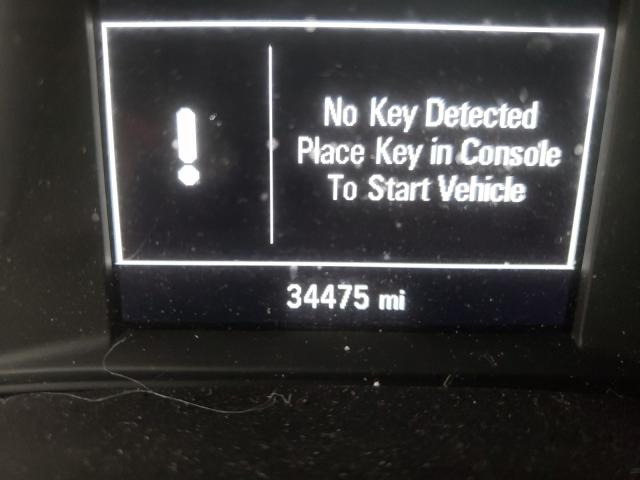 No Key Detected
Place Key in Console
To Start Vehicle
34475 mi